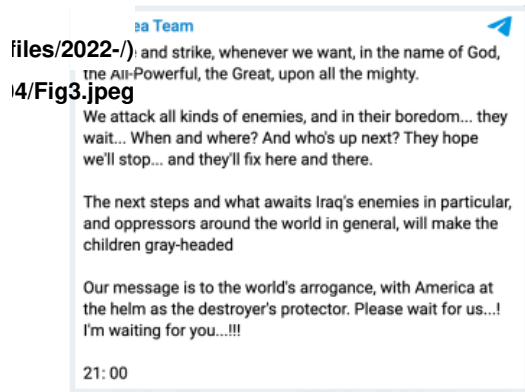 ea Team
files/2022-/)
and strike, whenever we want, in the name of God,
the All-Powerful, the Great, upon all the mighty.
04/Fig3.jpeg
We attack all kinds of enemies, and in their boredom... they
wait... When and where? And who's up next? They hope
we'll stop... and they'll fix here and there.
The next steps and what awaits Iraq's enemies in particular,
and oppressors around the world in general, will make the
children gray-headed
Our message is to the world's arrogance, with America at
the helm as the destroyer's protector. Please wait for us...!
I'm waiting for you...!!!
21: 00